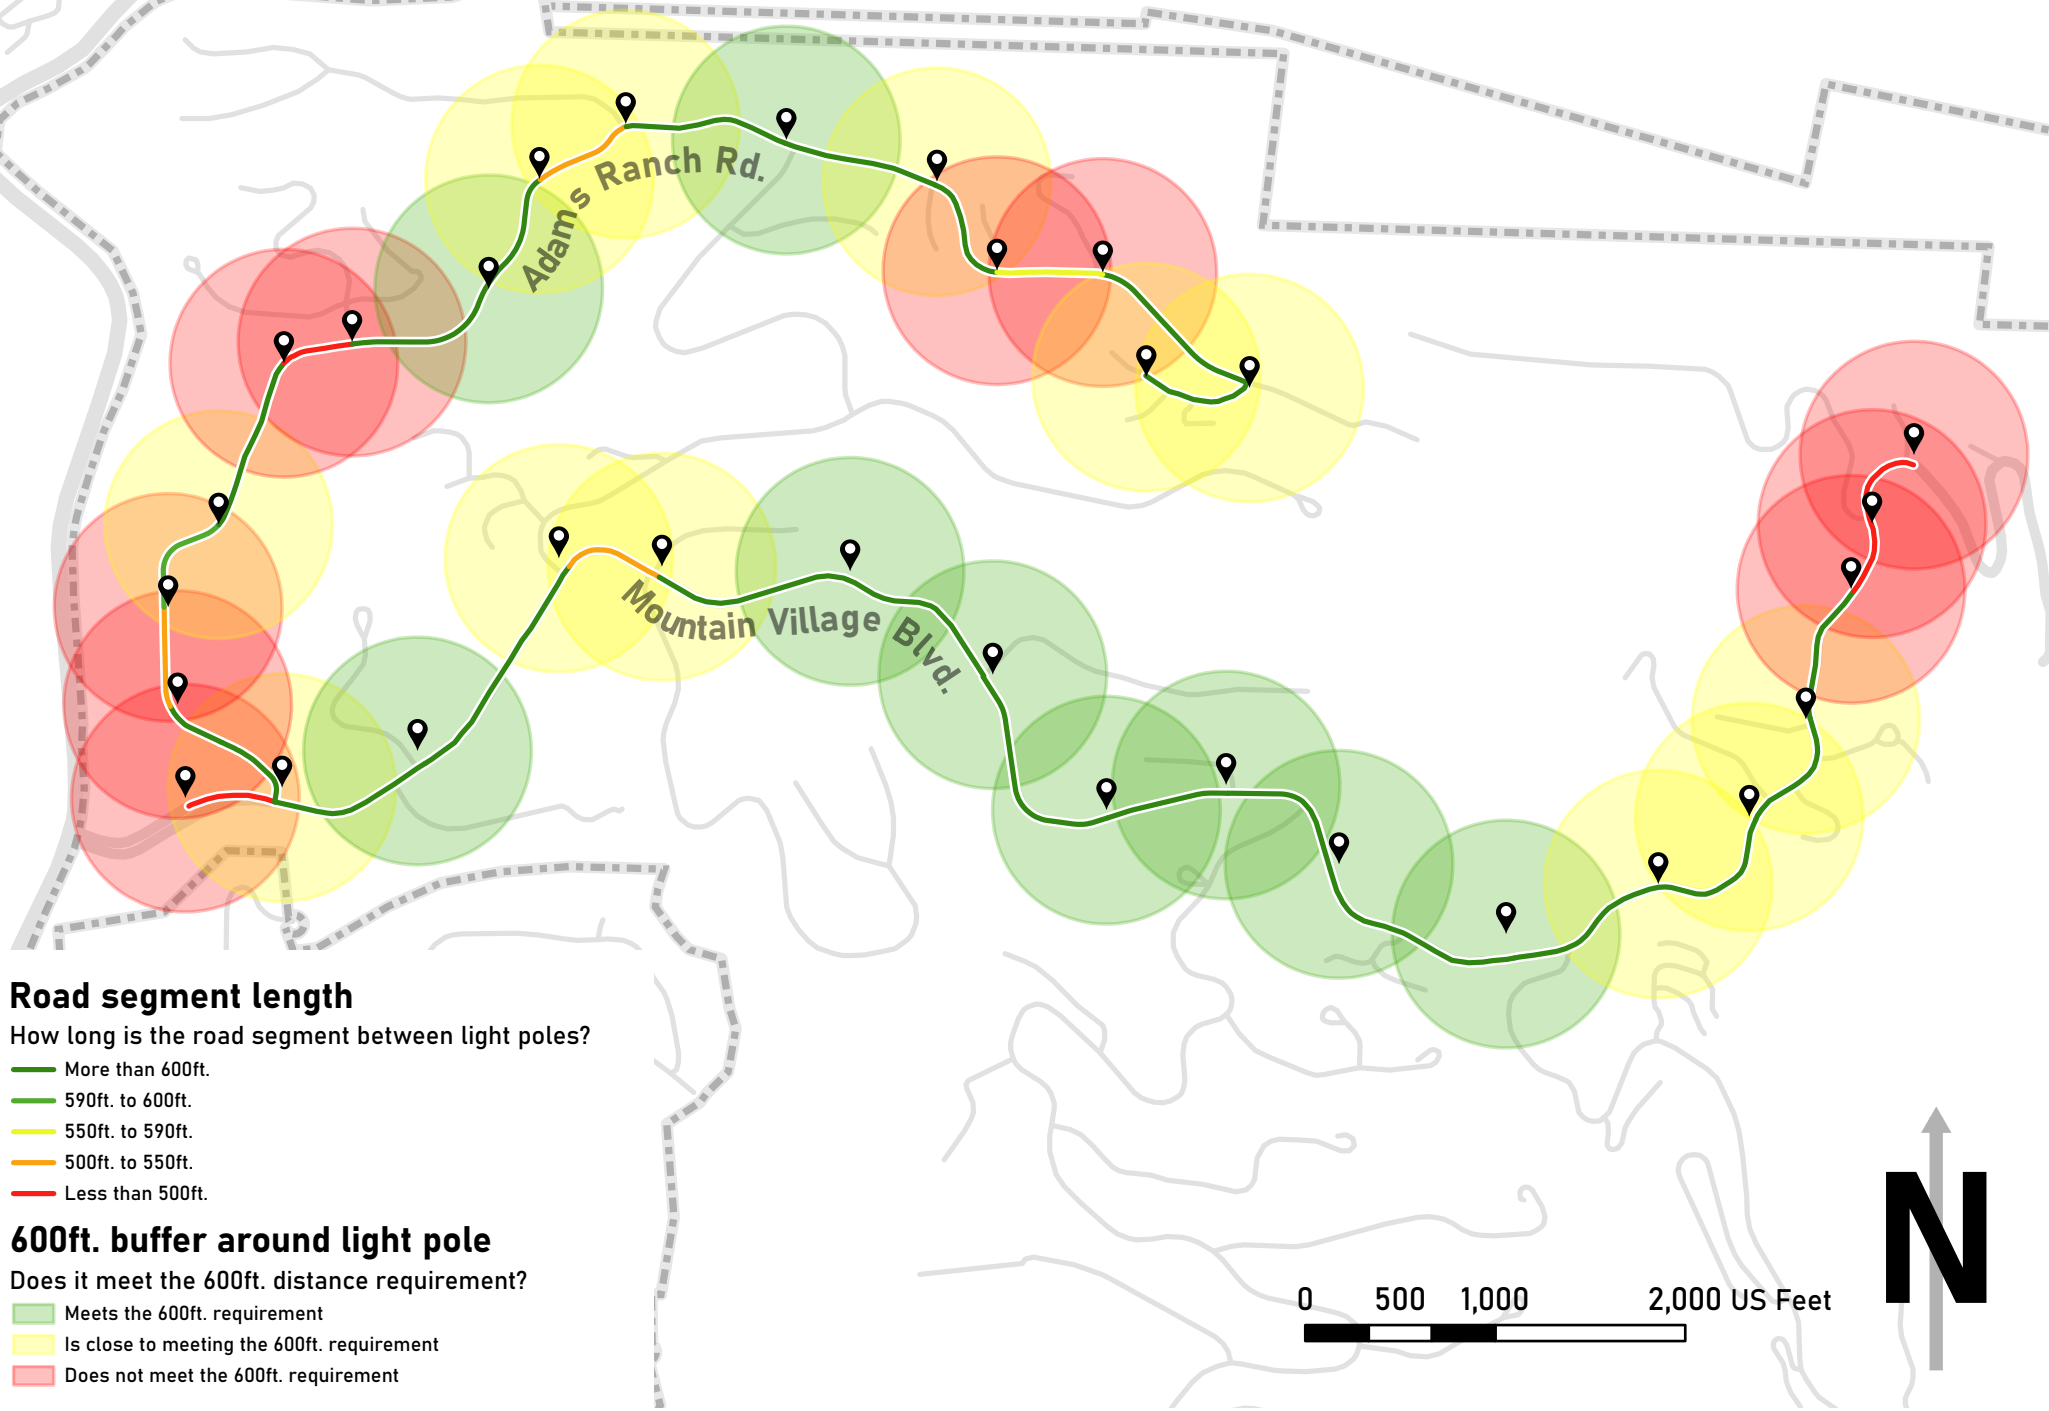 Adams Ranch Rd.
Mountain Village Blvd.
Road segment length
How long is the road segment between light poles?
More than 600ft.
590ft. to 600ft.
550ft. to 590ft.
500ft. to 550ft.
Less than 500ft.
600ft. buffer around light pole
Does it meet the 600ft. distance requirement?
Meets the 600ft. requirement
Is close to meeting the 600ft. requirement
Does not meet the 600ft. requirement
0 500 1,000 2,000 US Feet
N